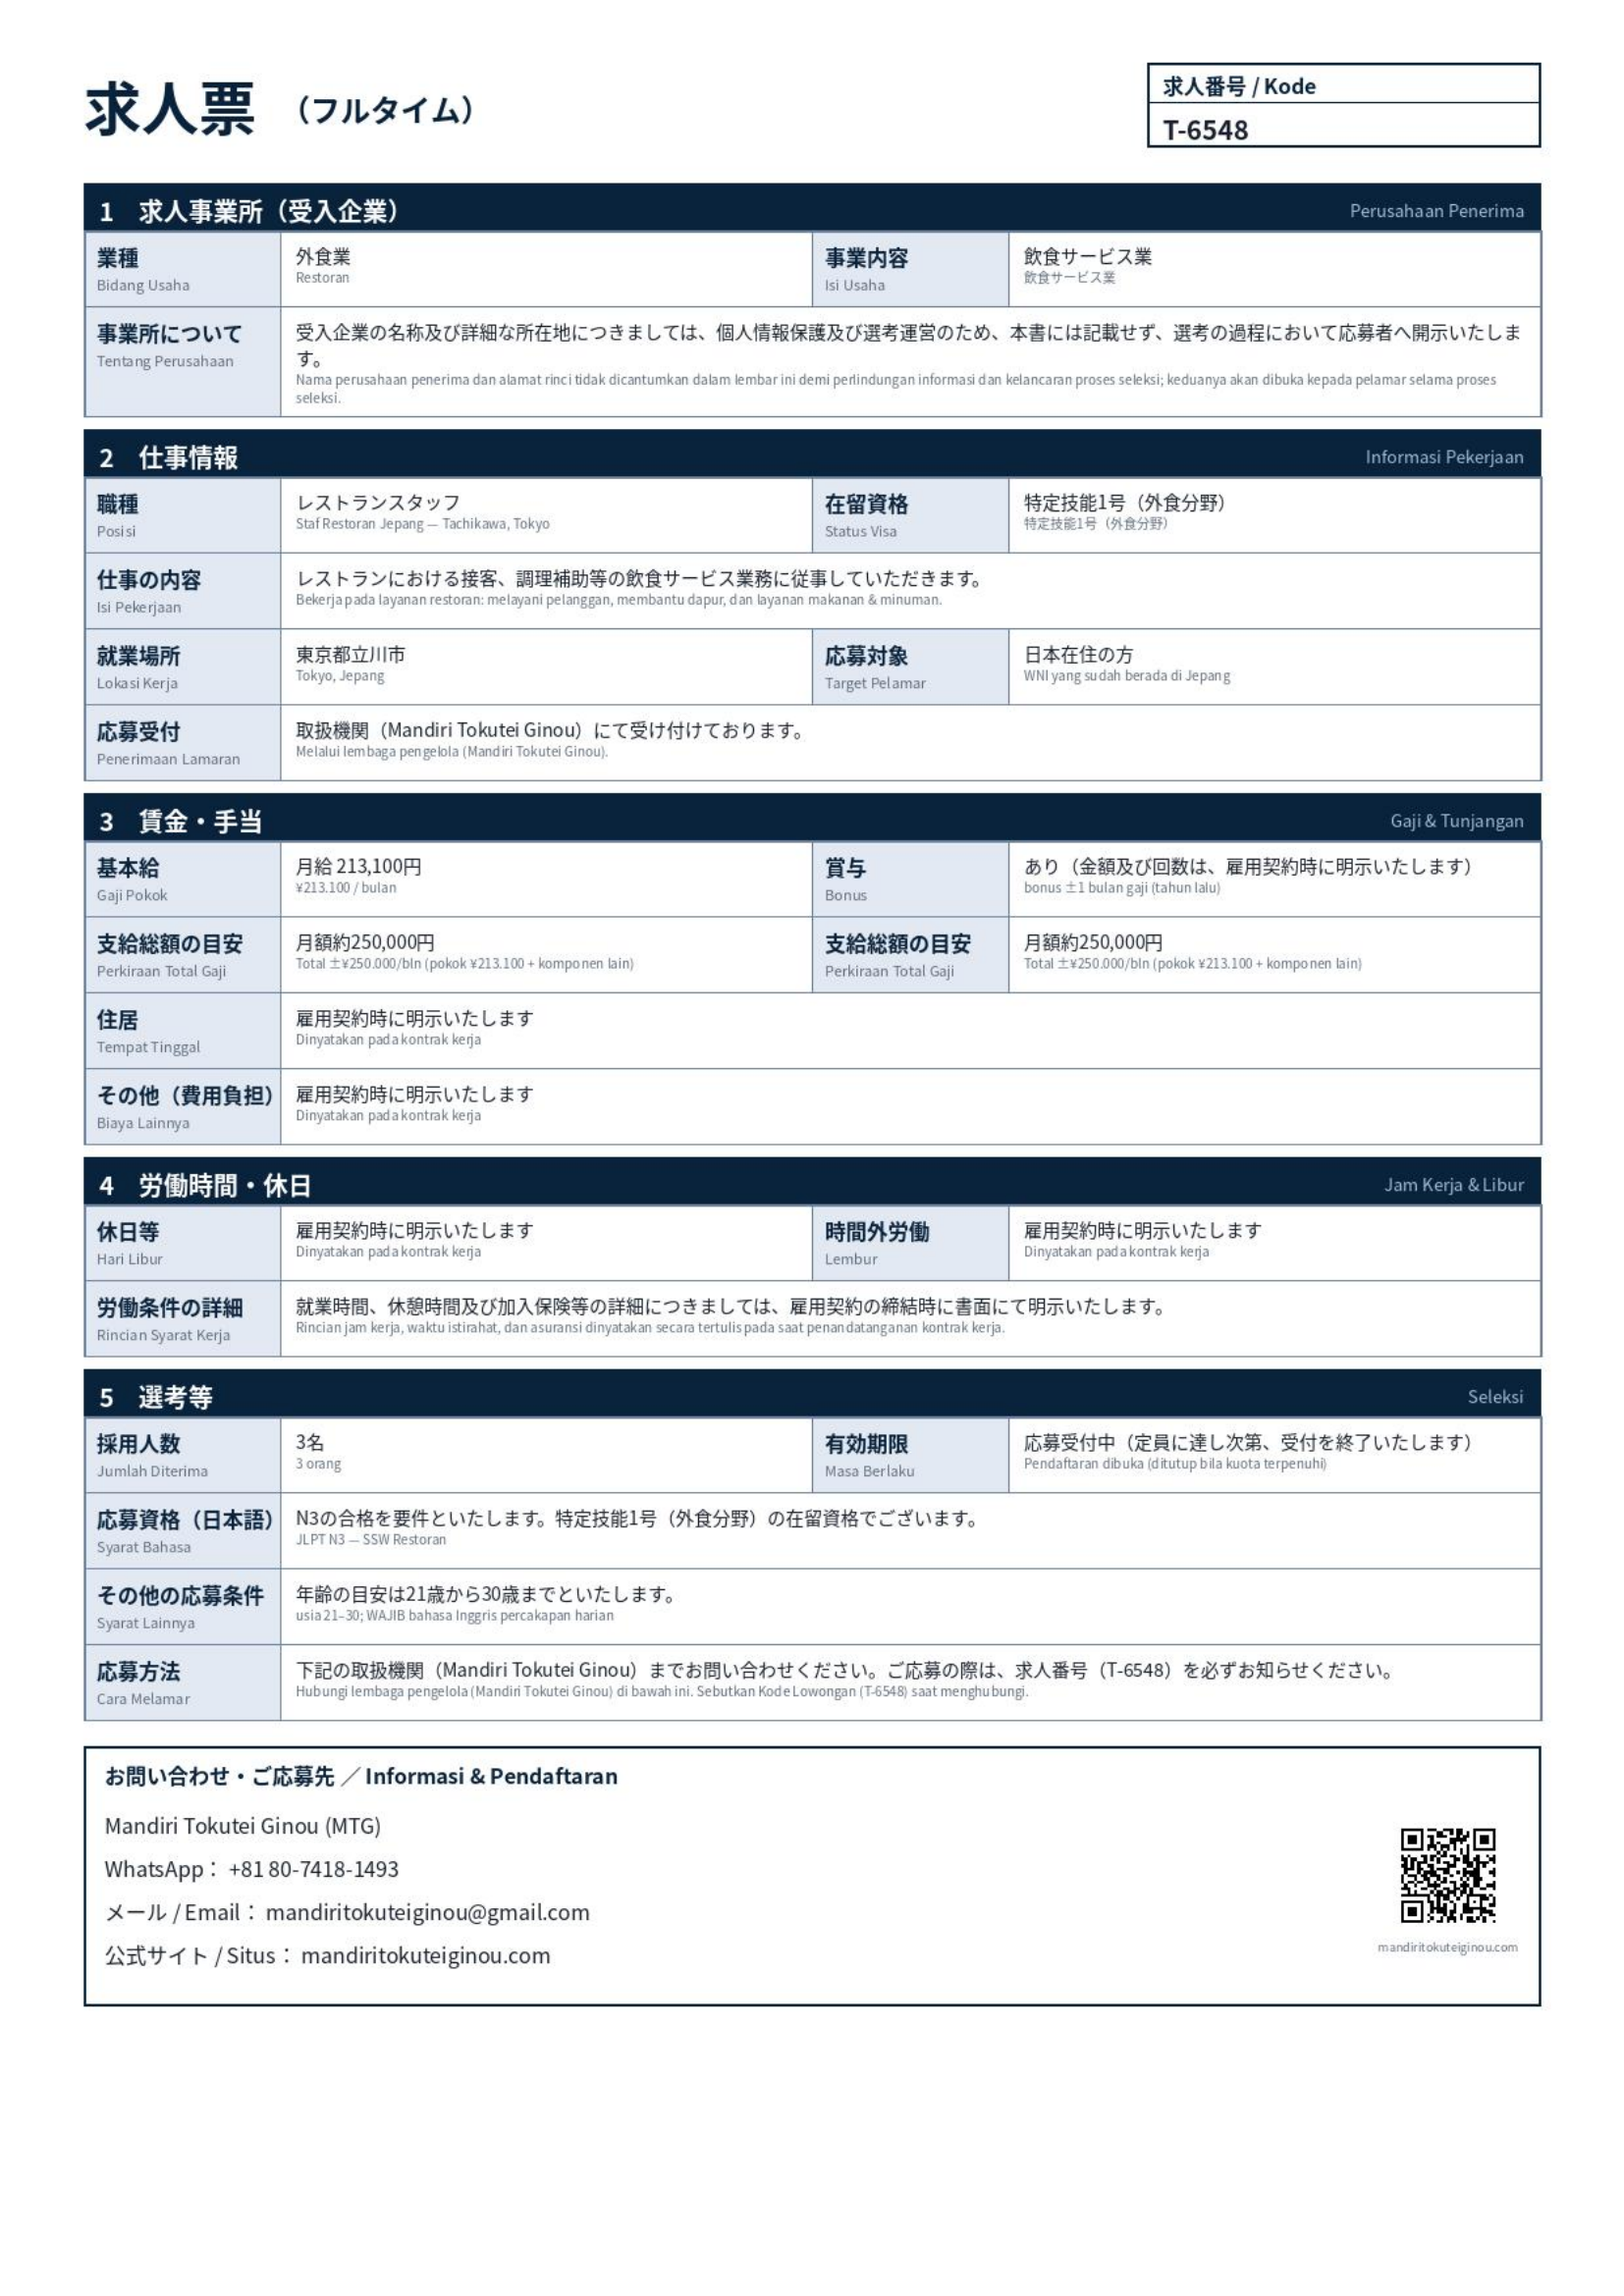 求人票 （フルタイム）
求人番号 / Kode
T-6548
1 求人事業所（受入企業） Perusahaan Penerima
業種 外食業 事業内容 飲食サービス業
Bidang Usaha Restoran Isi Usaha 飲食サービス業
事業所について 受入企業の名称及び詳細な所在地につきましては、個人情報保護及び選考運営のため、本書には記載せず、選考の過程において応募者へ開示いたしま
す。
Tentang Perusahaan
Nama perusahaan penerima dan alamat rinci tidak dicantumkan dalam lembar ini demi perlindungan informasi dan kelancaran proses seleksi; keduanya akan dibuka kepada pelamar selama proses
seleksi.
2 仕事情報 Informasi Pekerjaan
職種 レストランスタッフ 在留資格 特定技能1号（外食分野）
Posisi Staf Restoran Jepang — Tachikawa, Tokyo Status Visa 特定技能1号（外食分野）
仕事の内容 レストランにおける接客、調理補助等の飲食サービス業務に従事していただきます。
Isi Pekerjaan Bekerja pada layanan restoran: melayani pelanggan, membantu dapur, dan layanan makanan & minuman.
就業場所 東京都立川市 応募対象 日本在住の方
Lokasi Kerja Tokyo, Jepang Target Pelamar WNI yang sudah berada di Jepang
応募受付 取扱機関（Mandiri Tokutei Ginou）にて受け付けております。
Penerimaan Lamaran Melalui lembaga pengelola (Mandiri Tokutei Ginou).
3 賃金・手当 Gaji & Tunjangan
基本給 月給 213,100円 賞与 あり（金額及び回数は、雇用契約時に明示いたします）
Gaji Pokok ¥213.100 / bulan Bonus bonus ±1 bulan gaji (tahun lalu)
支給総額の目安 月額約250,000円 支給総額の目安 月額約250,000円
Perkiraan Total Gaji Total ±¥250.000/bln (pokok ¥213.100 + komponen lain) Perkiraan Total Gaji Total ±¥250.000/bln (pokok ¥213.100 + komponen lain)
住居 雇用契約時に明示いたします
Tempat Tinggal Dinyatakan pada kontrak kerja
その他（費用負担） 雇用契約時に明示いたします
Biaya Lainnya Dinyatakan pada kontrak kerja
4 労働時間・休日 Jam Kerja & Libur
休日等 雇用契約時に明示いたします 時間外労働 雇用契約時に明示いたします
Hari Libur Dinyatakan pada kontrak kerja Lembur Dinyatakan pada kontrak kerja
労働条件の詳細 就業時間、休憩時間及び加入保険等の詳細につきましては、雇用契約の締結時に書面にて明示いたします。
Rincian Syarat Kerja Rincian jam kerja, waktu istirahat, dan asuransi dinyatakan secara tertulis pada saat penandatanganan kontrak kerja.
5 選考等 Seleksi
採用人数 3名 有効期限 応募受付中（定員に達し次第、受付を終了いたします）
Jumlah Diterima 3 orang Masa Berlaku Pendaftaran dibuka (ditutup bila kuota terpenuhi)
応募資格（日本語） N3の合格を要件といたします。特定技能1号（外食分野）の在留資格でございます。
Syarat Bahasa JLPT N3 — SSW Restoran
その他の応募条件 年齢の目安は21歳から30歳までといたします。
Syarat Lainnya usia 21–30; WAJIB bahasa Inggris percakapan harian
応募方法 下記の取扱機関（Mandiri Tokutei Ginou）までお問い合わせください。ご応募の際は、求人番号（T-6548）を必ずお知らせください。
Cara Melamar Hubungi lembaga pengelola (Mandiri Tokutei Ginou) di bawah ini. Sebutkan Kode Lowongan (T-6548) saat menghubungi.
お問い合わせ・ご応募先 ／ Informasi & Pendaftaran
Mandiri Tokutei Ginou (MTG)
WhatsApp： +81 80-7418-1493
メール / Email： mandiritokuteiginou@gmail.com
公式サイト / Situs： mandiritokuteiginou.com
mandiritokuteiginou.com